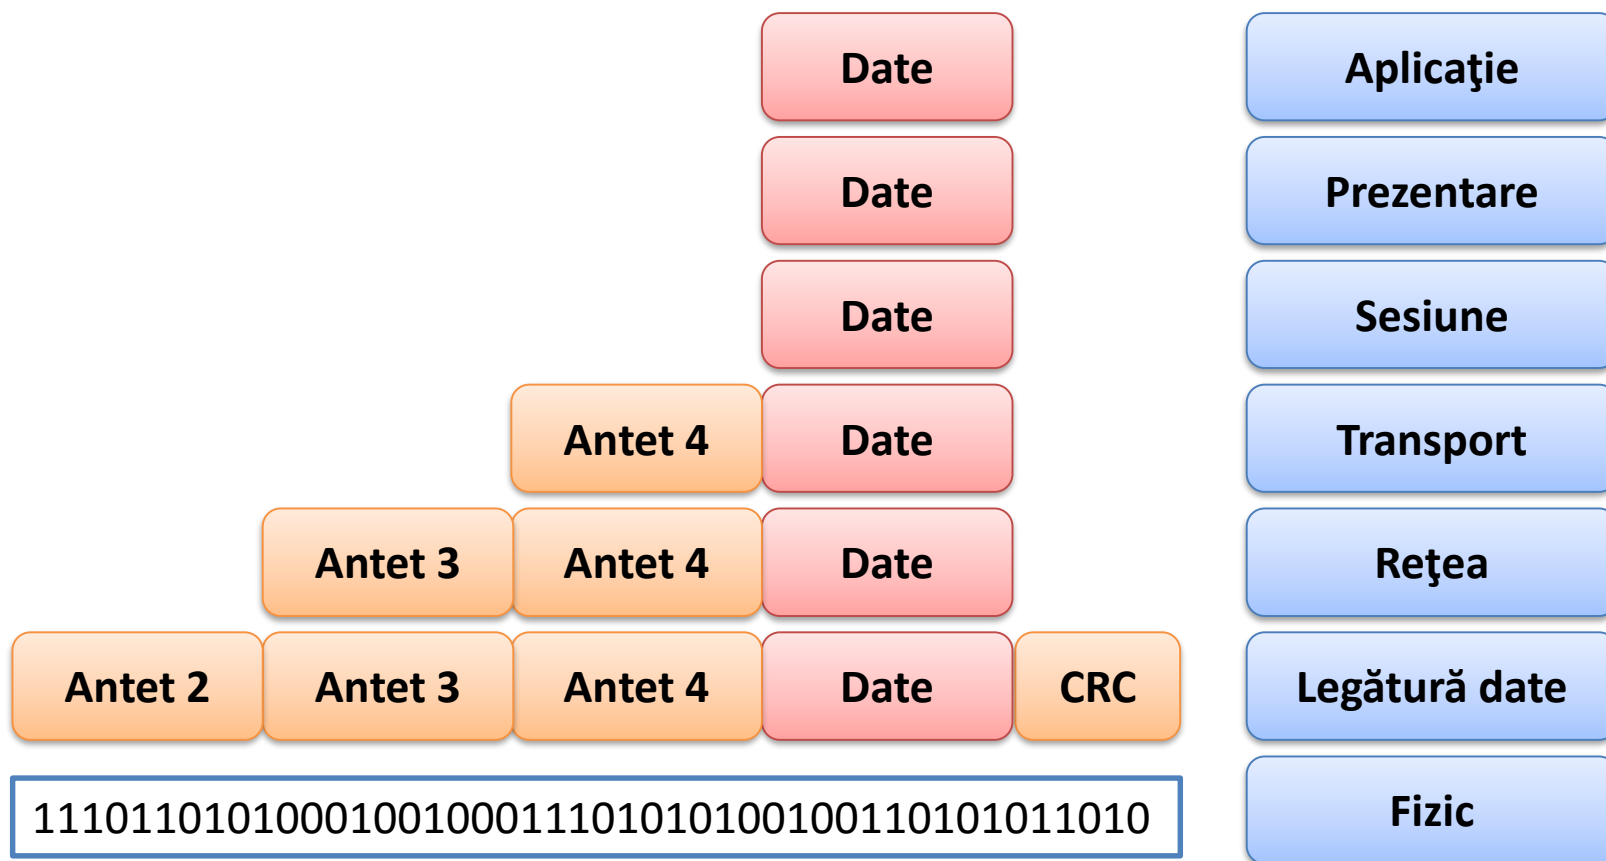 Date Aplicaţie
Date Prezentare
Date Sesiune
Antet 4 Date Transport
Antet 3 Antet 4 Date Reţea
Antet 2 Antet 3 Antet 4 Date CRC Legătură date
111011010100010010001110101010010011010101011010 Fizic